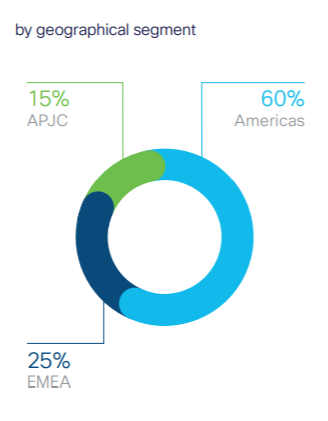 by geographical segment
15%
APJC
60%
Americas
25%
EMEA